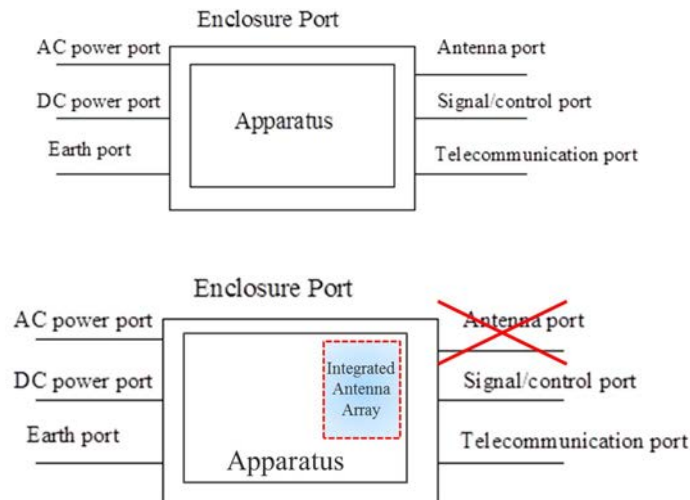 Enclosure Port
AC power port
Antenna port
DC power port
Signal/control port
Apparatus
Earth port
Telecommunication port
Enclosure Port
AC power port
Antenna port
Integrated
Antenna
Array
DC power port
Signal/control port
Earth port
Telecommunication port
Apparatus